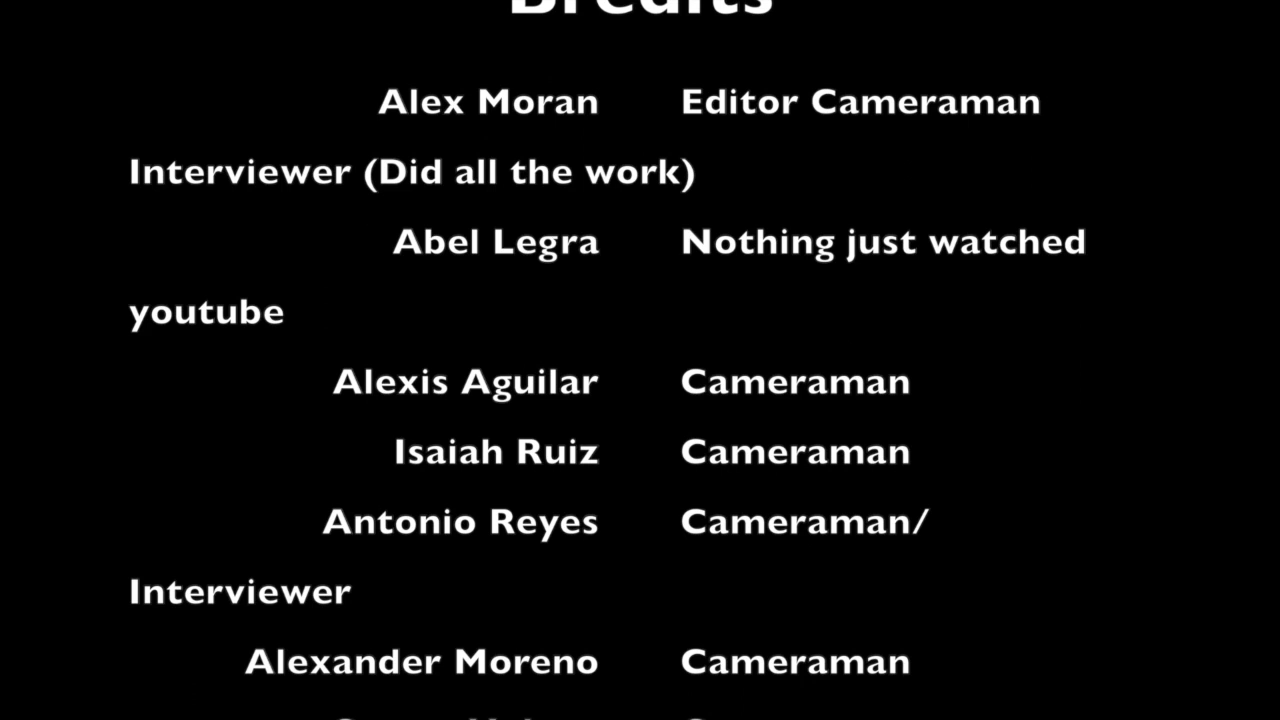 Bredits
Alex Moran Editor Cameraman
Interviewer (Did all the work)
Abel Legra Nothing just watched
youtube
Alexis Aguilar Cameraman
Isaiah Ruiz Cameraman
Antonio Reyes Cameraman/
Interviewer
Alexander Moreno Cameraman